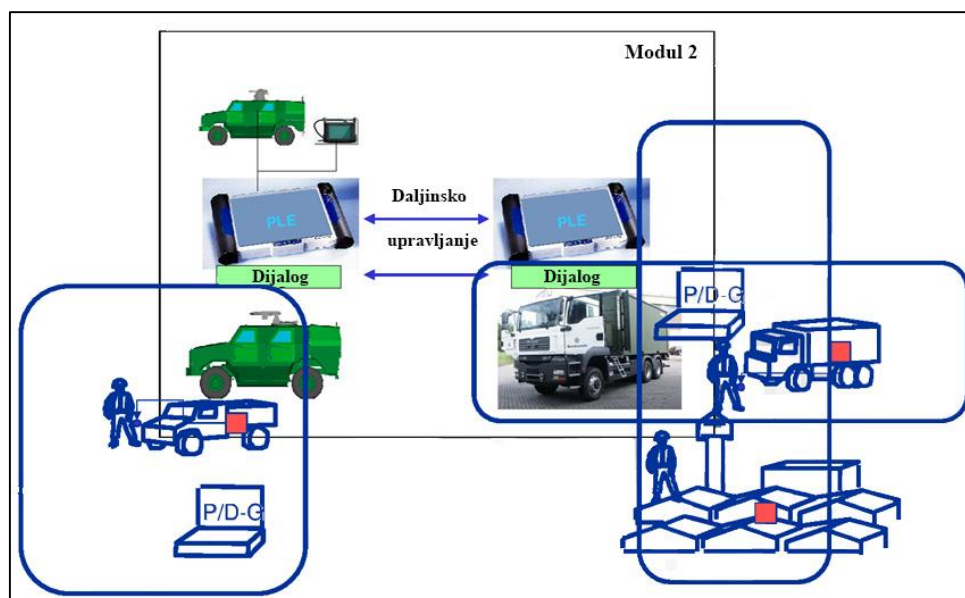 Modul 2
PLE
Daljinsko
upravljanje
PLE
Dijalog
Dijalog
P/D-G
P/D-G